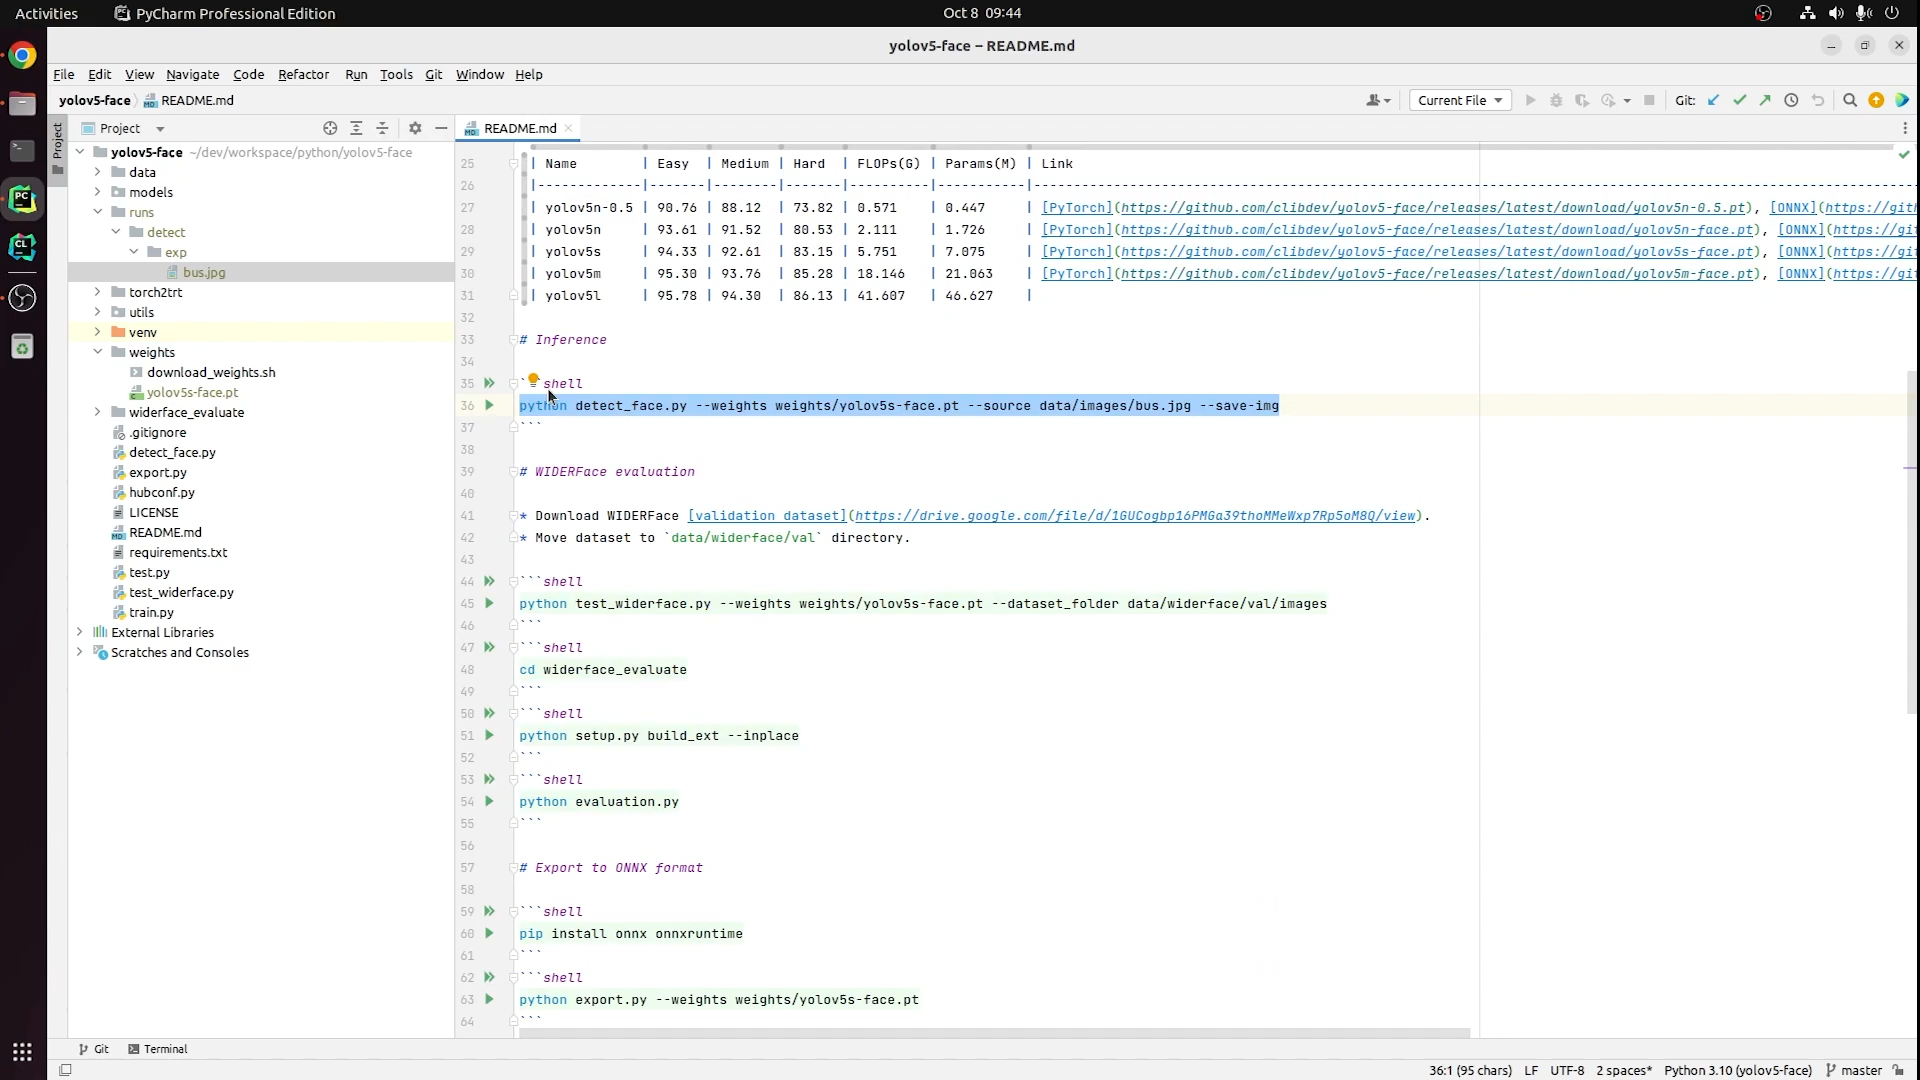 Activities
PyCharm Professional Edition
Oct 8 09:44
yolov5-face – README.md
File Edit View Navigate Code Refactor Run Tools Git Window Help
yolov5-face README.md
Current File
Git:
Project
Project
README.md
yolov5-face ~/dev/workspace/python/yolov5-face
data
models
runs
detect
exp
bus.jpg
torch2trt
utils
venv
weights
download_weights.sh
yolov5s-face.pt
widerface_evaluate
.gitignore
detect_face.py
export.py
hubconf.py
LICENSE
README.md
requirements.txt
test.py
test_widerface.py
train.py
External Libraries
Scratches and Consoles
25 | Name | Easy | Medium | Hard | FLOPs(G) | Params(M) | Link
26 |-------------|-------|--------|-------|----------|-----------|------
27 | yolov5n-0.5 | 90.76 | 88.12 | 73.82 | 0.571 | 0.447 | [PyTorch](https://github.com/clibdev/yolov5-face/releases/latest/download/yolov5n-0.5.pt), [ONNX](https://gith
28 | yolov5n | 93.61 | 91.52 | 80.53 | 2.111 | 1.726 | [PyTorch](https://github.com/clibdev/yolov5-face/releases/latest/download/yolov5n-face.pt), [ONNX](https://git
29 | yolov5s | 94.33 | 92.61 | 83.15 | 5.751 | 7.075 | [PyTorch](https://github.com/clibdev/yolov5-face/releases/latest/download/yolov5s-face.pt), [ONNX](https://git
30 | yolov5m | 95.30 | 93.76 | 85.28 | 18.146 | 21.063 | [PyTorch](https://github.com/clibdev/yolov5-face/releases/latest/download/yolov5m-face.pt), [ONNX](https://git
31 | yolov5l | 95.78 | 94.30 | 86.13 | 41.607 | 46.627 |
32
33 # Inference
34
35 ```shell
36 python detect_face.py --weights weights/yolov5s-face.pt --source data/images/bus.jpg --save-img
37 ```
38
39 # WIDERFace evaluation
40
41 * Download WIDERFace [validation dataset](https://drive.google.com/file/d/1GUCogbp16PMGa39thoMMeWxp7Rp5oM8Q/view).
42 * Move dataset to `data/widerface/val` directory.
43
44 ```shell
45 python test_widerface.py --weights weights/yolov5s-face.pt --dataset_folder data/widerface/val/images
46 ```
47 ```shell
48 cd widerface_evaluate
49 ```
50 ```shell
51 python setup.py build_ext --inplace
52 ```
53 ```shell
54 python evaluation.py
55 ```
56
57 # Export to ONNX format
58
59 ```shell
60 pip install onnx onnxruntime
61 ```
62 ```shell
63 python export.py --weights weights/yolov5s-face.pt
64 ```
Git Terminal
36:1 (95 chars) LF UTF-8 2 spaces* Python 3.10 (yolov5-face) master